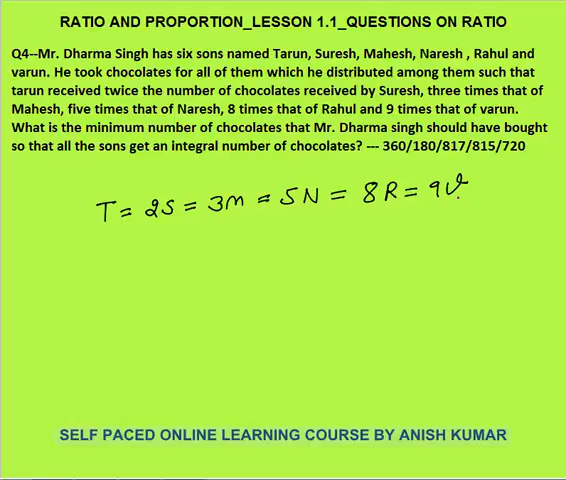 RATIO AND PROPORTION_LESSON 1.1_QUESTIONS ON RATIO
Q4--Mr. Dharma Singh has six sons named Tarun, Suresh, Mahesh, Naresh , Rahul and
varun. He took chocolates for all of them which he distributed among them such that
tarun received twice the number of chocolates received by Suresh, three times that of
Mahesh, five times that of Naresh, 8 times that of Rahul and 9 times that of varun.
What is the minimum number of chocolates that Mr. Dharma singh should have bought
so that all the sons get an integral number of chocolates? --- 360/180/817/815/720
T = 2S = 3m = 5N = 8R = 9v
SELF PACED ONLINE LEARNING COURSE BY ANISH KUMAR